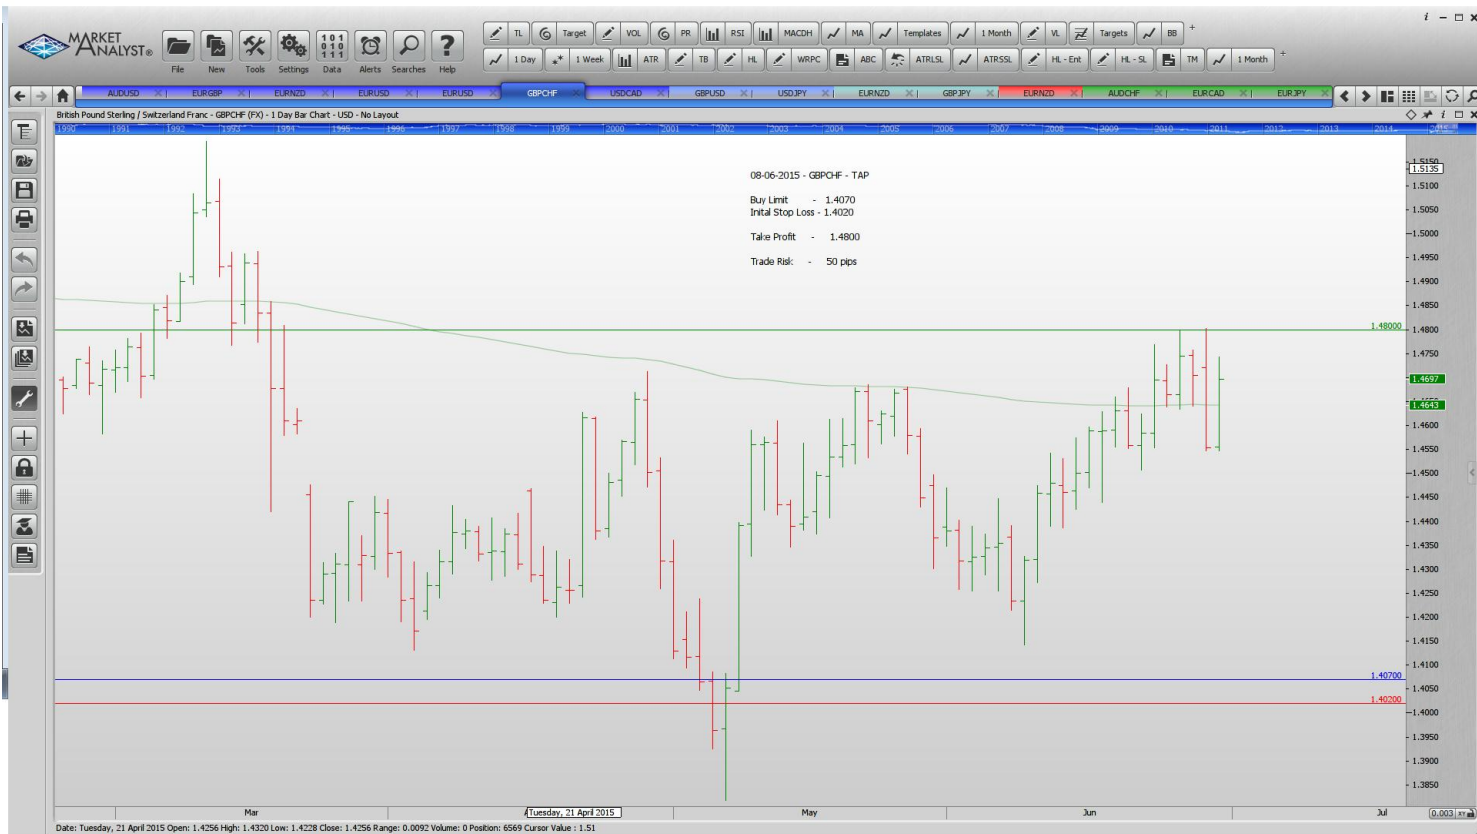 MARKET
ANALYST®
File New Tools Settings Data Alerts Searches Help
TL Target VOL PR RSI MACDH MA Templates 1 Month VL Targets BB +
1 Day 1 Week ATR TB HL WRPC ABC ATRLSL ATRSSL HL - Ent HL - SL TM 1 Month +
AUDUSD EURGBP EURNZD EURUSD EURUSD GBPCHF USDCAD GBPUSD USDJPY EURNZD GBPJPY EURNZD AUDCHF EURCAD EURJPY
British Pound Sterling / Switzerland Franc - GBPCHF (FX) - 1 Day Bar Chart - USD - No Layout
1990 1991 1992 1993 1994 1995 1996 1997 1998 1999 2000 2001 2002 2003 2004 2005 2006 2007 2008 2009 2010 2011 2012 2013 2014
08-06-2015 - GBPCHF - TAP
Buy Limit - 1.4070
Inital Stop Loss - 1.4020
Take Profit - 1.4800
Trade Risk - 50 pips
1.5150
1.5135
1.5100
1.5050
1.5000
1.4950
1.4900
1.4850
1.48000
1.4800
1.4750
1.4697
1.4643
1.4600
1.4550
1.4500
1.4450
1.4400
1.4350
1.4300
1.4250
1.4200
1.4150
1.4100
1.40700
1.4050
1.40200
1.4000
1.3950
1.3900
1.3850
Mar Tuesday, 21 April 2015 May Jun Jul 0.003 XY
Date: Tuesday, 21 April 2015 Open: 1.4256 High: 1.4320 Low: 1.4228 Close: 1.4256 Range: 0.0092 Volume: 0 Position: 6569 Cursor Value : 1.51